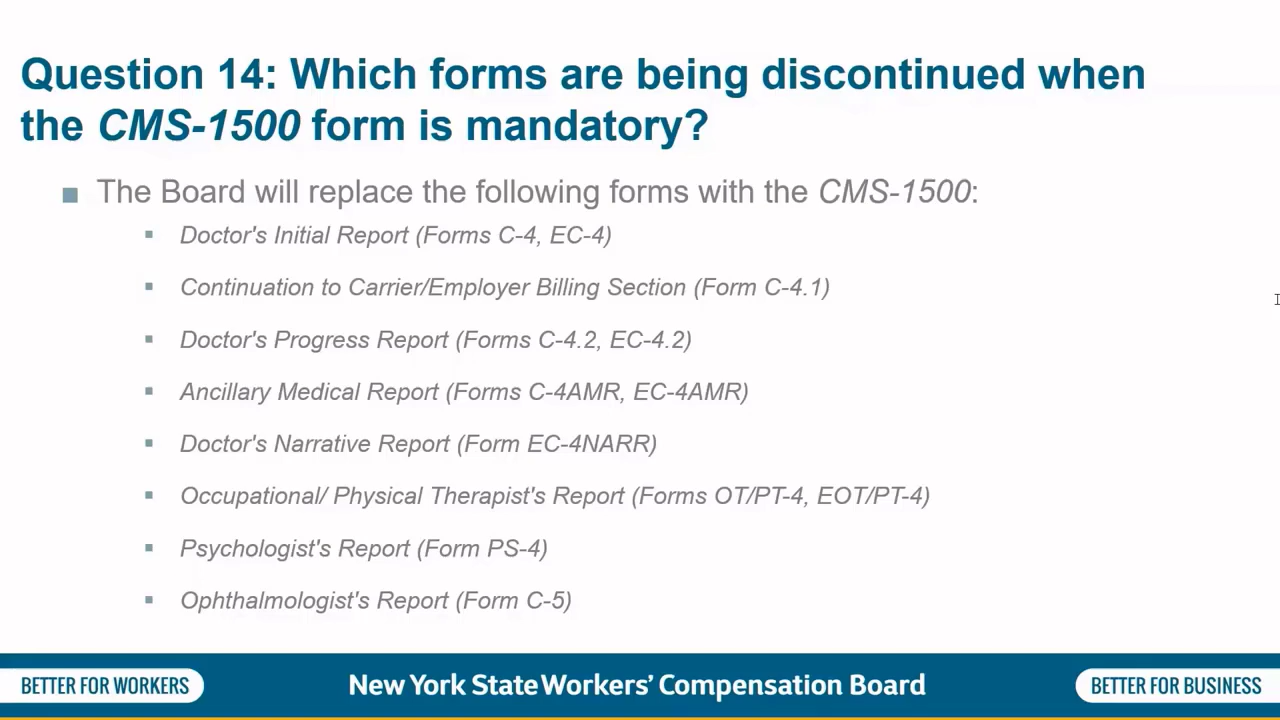 Question 14: Which forms are being discontinued when
the CMS-1500 form is mandatory?
The Board will replace the following forms with the CMS-1500:
Doctor's Initial Report (Forms C-4, EC-4)
Continuation to Carrier/Employer Billing Section (Form C-4.1)
Doctor's Progress Report (Forms C-4.2, EC-4.2)
Ancillary Medical Report (Forms C-4AMR, EC-4AMR)
Doctor's Narrative Report (Form EC-4NARR)
Occupational/ Physical Therapist's Report (Forms OT/PT-4, EOT/PT-4)
Psychologist's Report (Form PS-4)
Ophthalmologist's Report (Form C-5)
BETTER FOR WORKERS
New York State Workers’ Compensation Board
BETTER FOR BUSINESS